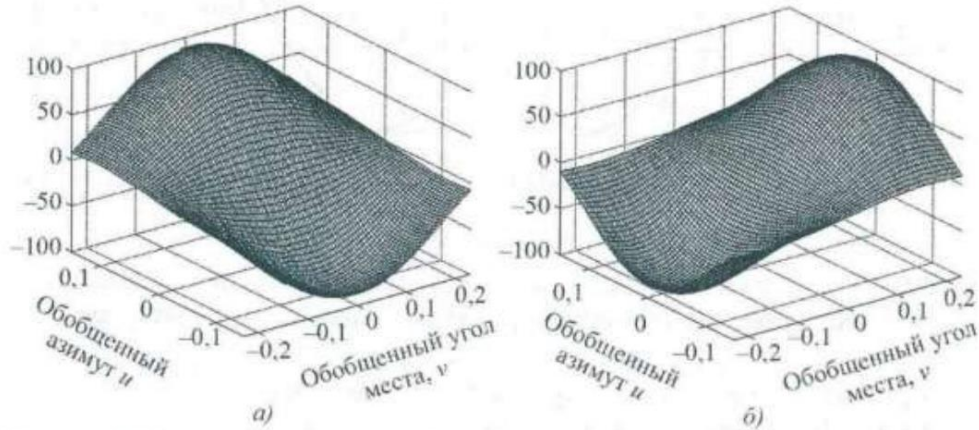 100
50
0
−50
−100
0,1
0
−0,1
−0,2
−0,1
0
0,1
0,2
Обобщенный
азимут u
Обобщенный угол
места, v
а)
100
50
0
−50
−100
0,1
0
−0,1
−0,2
−0,1
0
0,1
0,2
Обобщенный
азимут u
Обобщенный угол
места, v
б)